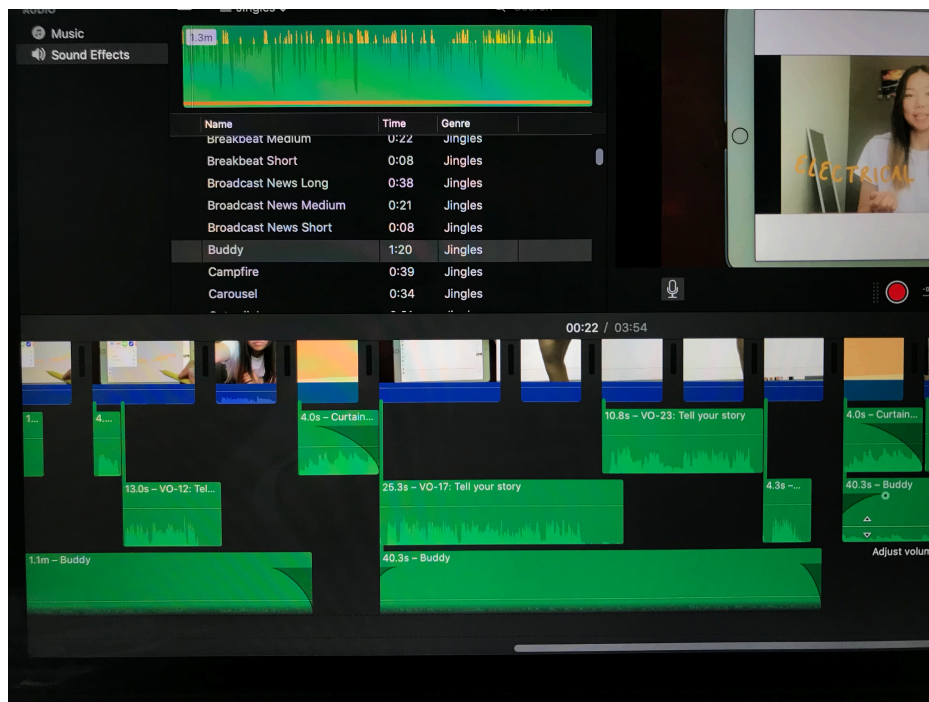 Music
Sound Effects
Jingles
Search
1.3m
Name Time Genre
Breakbeat Medium 0:22 Jingles
Breakbeat Short 0:08 Jingles
Broadcast News Long 0:38 Jingles
Broadcast News Medium 0:21 Jingles
Broadcast News Short 0:08 Jingles
Buddy 1:20 Jingles
Campfire 0:39 Jingles
Carousel 0:34 Jingles
ELECTRICAL
00:22 / 03:54
1...
4....
4.0s – Curtain...
10.8s – VO-23: Tell your story
4.0s – Curtain...
13.0s – VO-12: Tel...
25.3s – VO-17: Tell your story
4.3s –...
40.3s – Buddy
1.1m – Buddy
40.3s – Buddy
Adjust volum